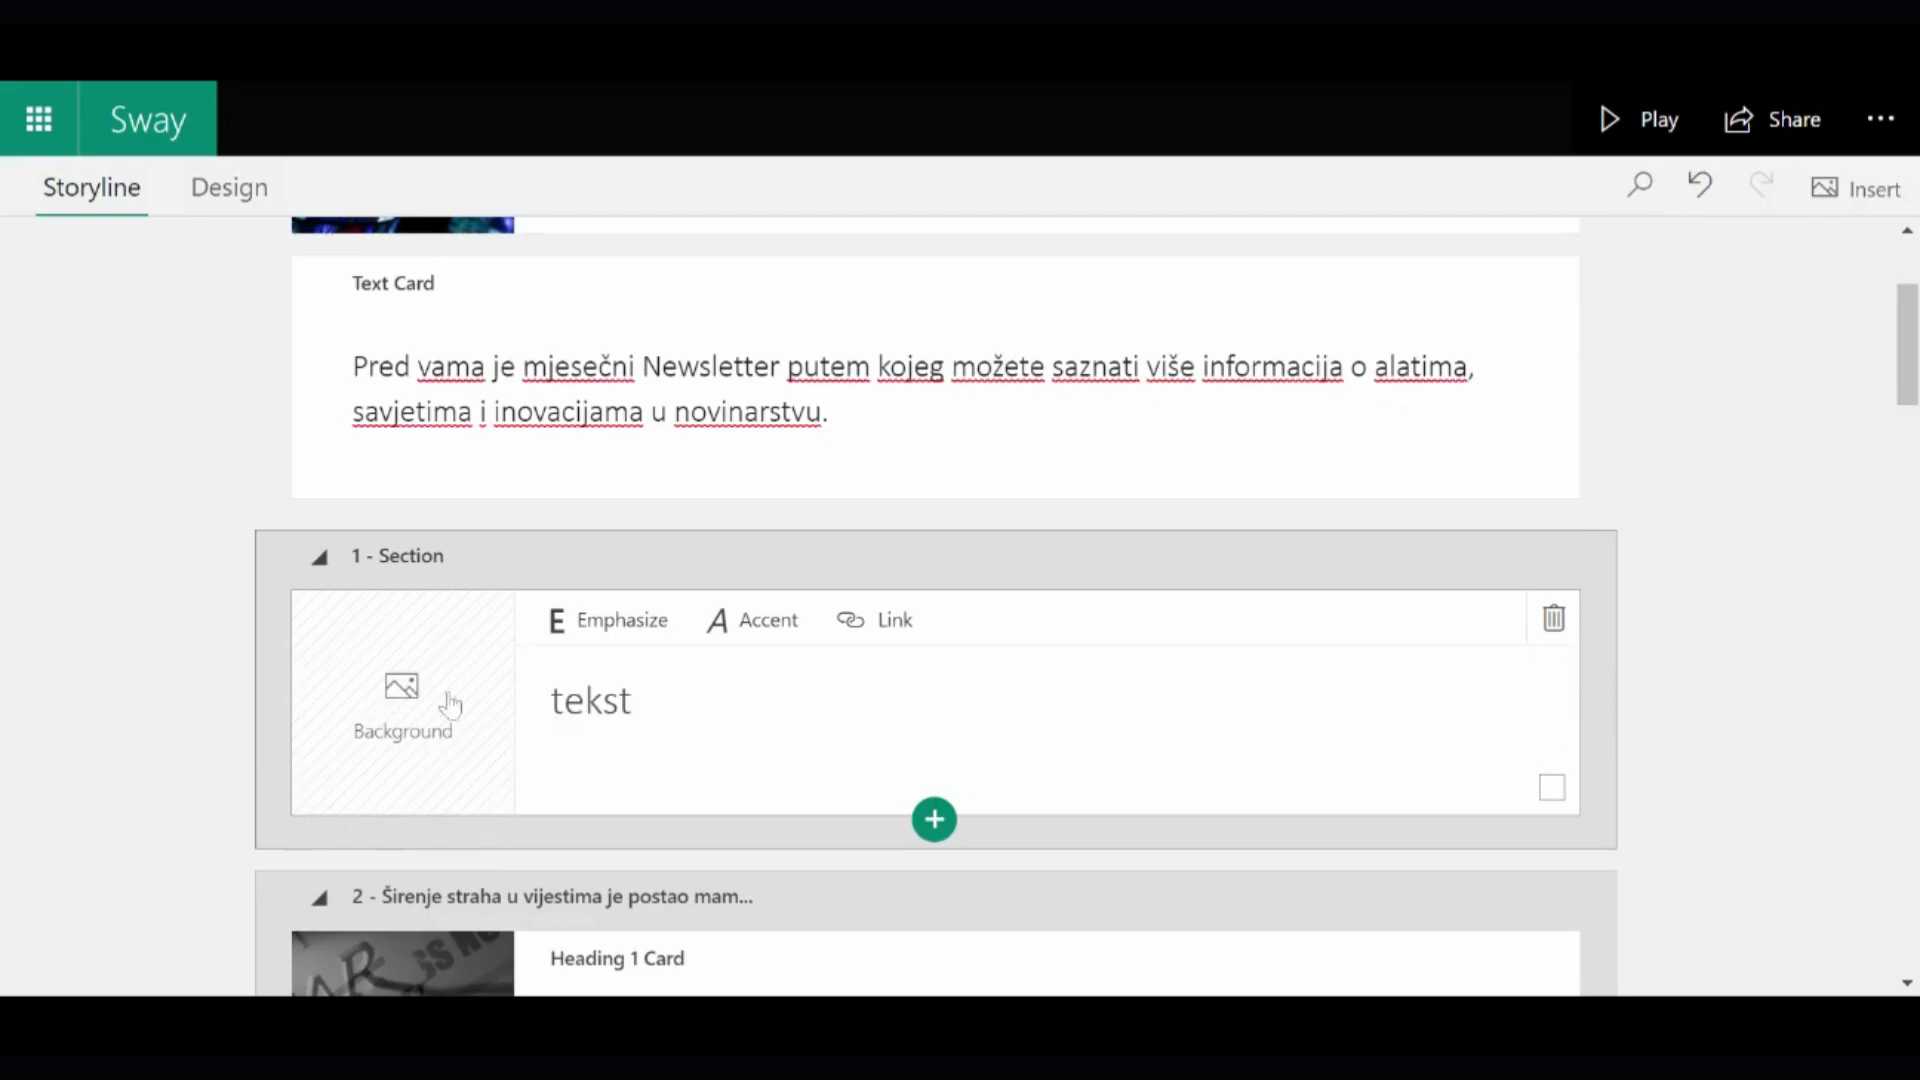 Sway
Play
Share
Storyline
Design
Insert
Text Card
Pred vama je mjesečni Newsletter putem kojeg možete saznati više informacija o alatima,
savjetima i inovacijama u novinarstvu.
1 - Section
E Emphasize
A Accent
Link
Background
tekst
2 - Širenje straha u vijestima je postao mam...
Heading 1 Card